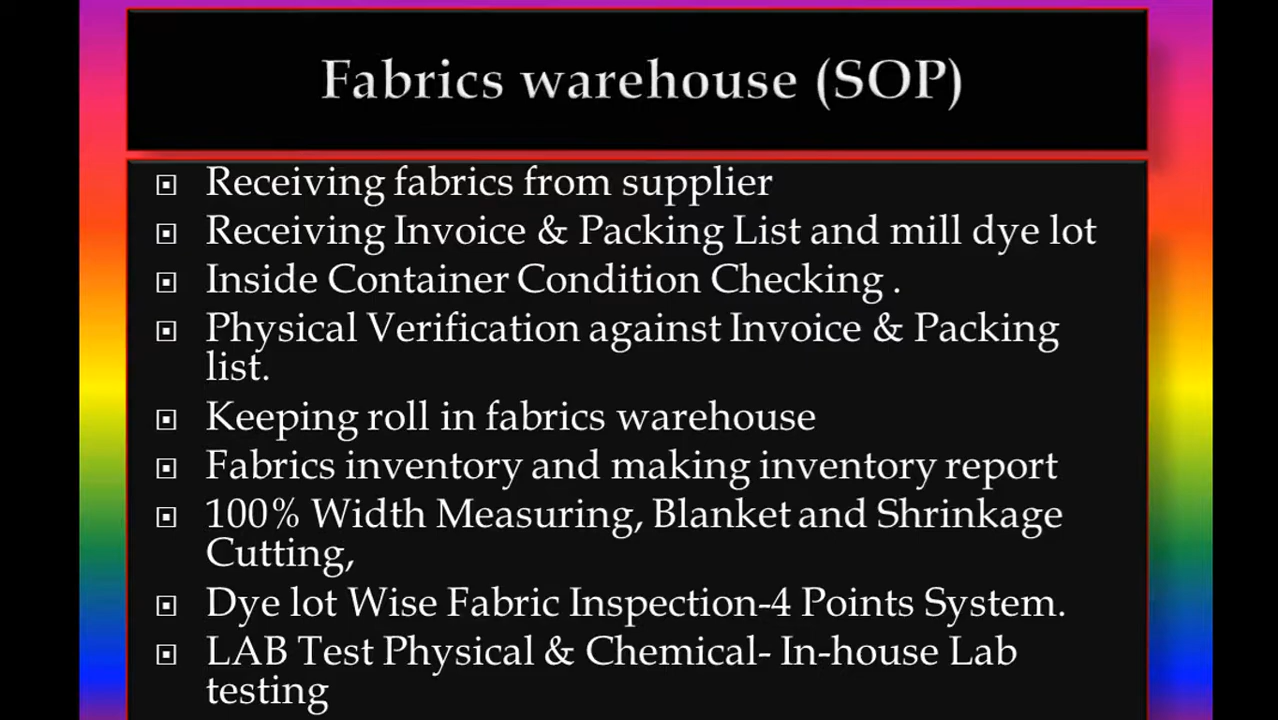 Fabrics warehouse (SOP)
Receiving fabrics from supplier
Receiving Invoice & Packing List and mill dye lot
Inside Container Condition Checking .
Physical Verification against Invoice & Packing
list.
Keeping roll in fabrics warehouse
Fabrics inventory and making inventory report
100% Width Measuring, Blanket and Shrinkage
Cutting,
Dye lot Wise Fabric Inspection-4 Points System.
LAB Test Physical & Chemical- In-house Lab
testing